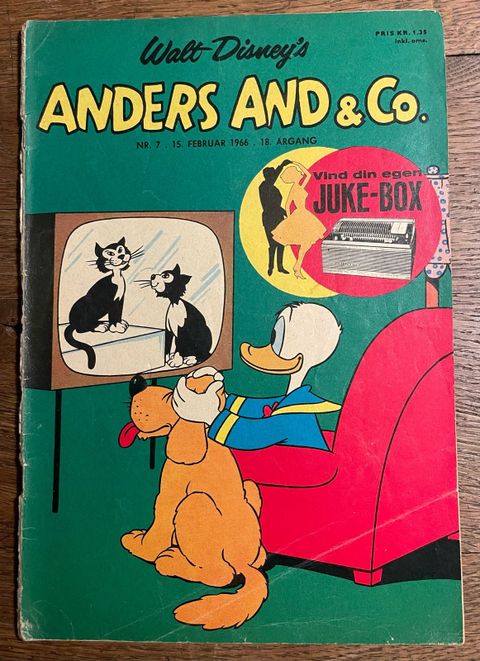 PRIS KR. 1.35
inkl. oms.
Walt Disney's
ANDERS AND & Co.
NR. 7 . 15. FEBRUAR 1966 . 18. ÅRGANG
Vind din egen
JUKE-BOX